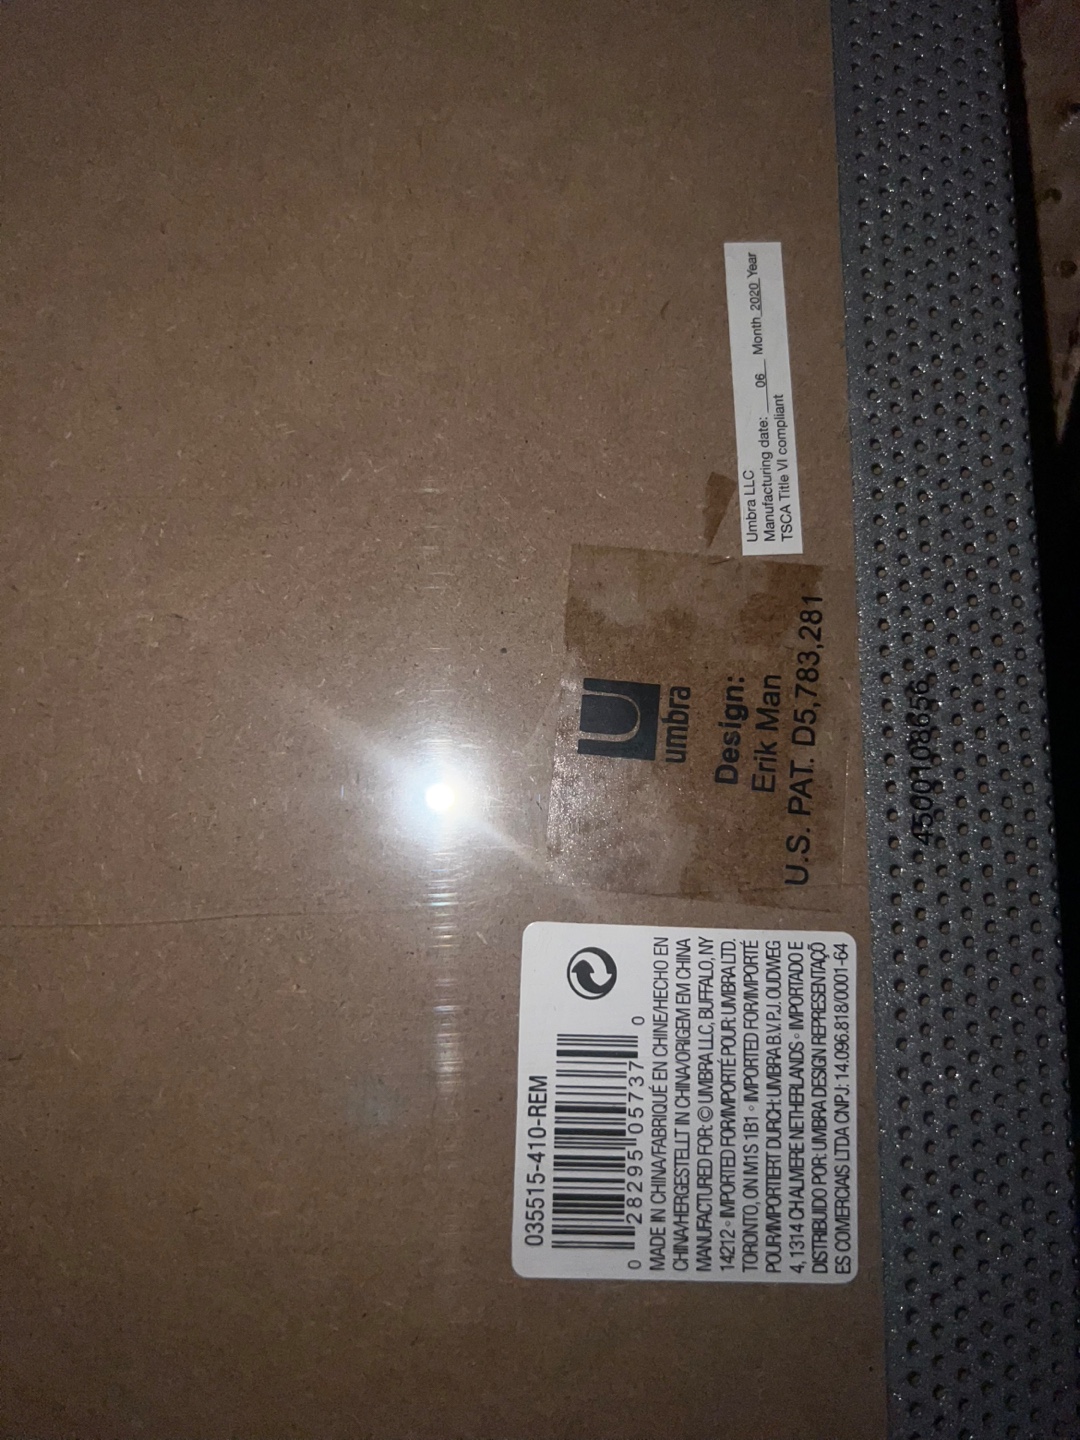 Umbra LLC
Manufacturing date: 06 Month 2020 Year
TSCA Title VI compliant
umbra
Design:
Erik Man
U.S. PAT. D5,783,281
4500108656
035515-410-REM
0 28295 05737 0
MADE IN CHINA/FABRIQUÉ EN CHINE/HECHO EN
CHINA/HERGESTELLT IN CHINA/ORIGEM EM CHINA
MANUFACTURED FOR: © UMBRA LLC, BUFFALO, NY
14212 ◦ IMPORTED FOR/IMPORTÉ POUR: UMBRA LTD.
TORONTO, ON M1S 1B1 ◦ IMPORTED FOR/IMPORTÉ
POUR/IMPORTIERT DURCH: UMBRA B.V. P.J. OUDWEG
4, 1314 CH ALMERE NETHERLANDS ◦ IMPORTADO E
DISTRIBUIDO POR: UMBRA DESIGN REPRESENTAÇÕ
ES COMERCIAIS LTDA CNPJ: 14.096.818/0001-64